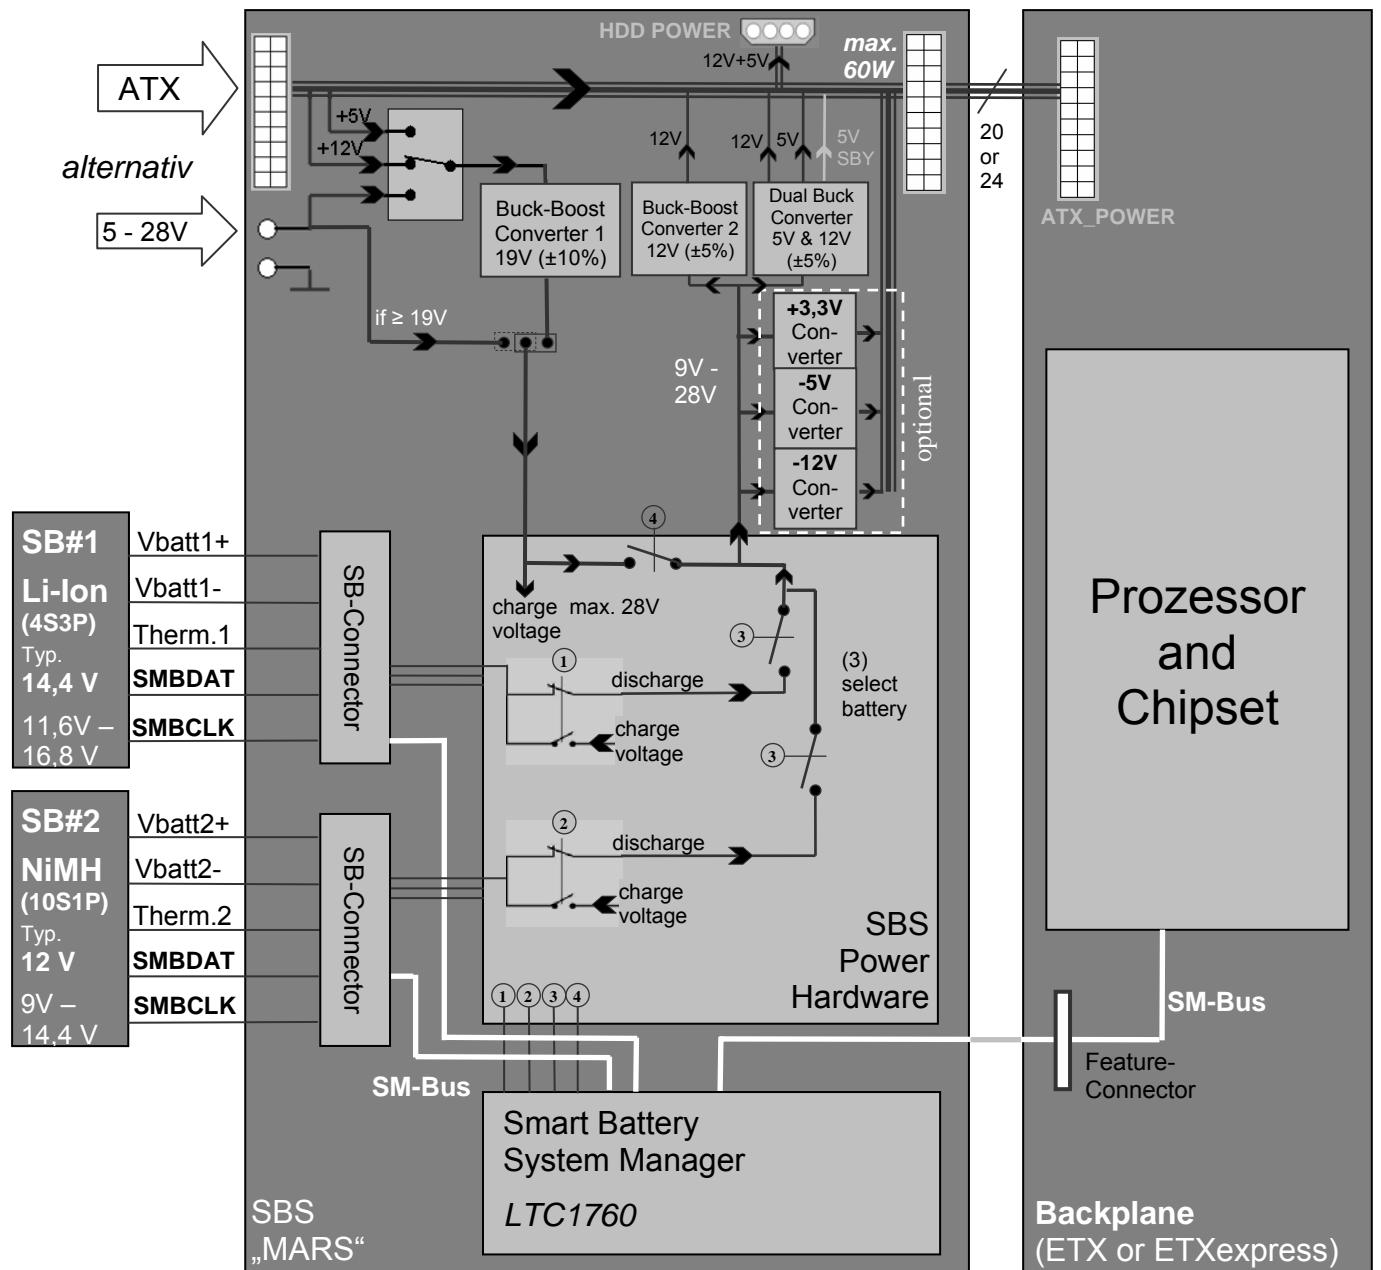 HDD POWER
max.
60W
12V+5V
ATX
+5V
+12V
alternativ
5 - 28V
12V
12V
5V
5V
SBY
20
or
24
ATX_POWER
Buck-Boost
Converter 1
19V (±10%)
Buck-Boost
Converter 2
12V (±5%)
Dual Buck
Converter
5V & 12V
(±5%)
if ≥ 19V
9V -
28V
+3,3V
Con-
verter
-5V
Con-
verter
-12V
Con-
verter
optional
SB#1
Li-Ion
(4S3P)
Typ.
14,4 V
11,6V –
16,8 V
Vbatt1+
Vbatt1-
Therm.1
SMBDAT
SMBCLK
SB-Connector
4
charge
voltage
max. 28V
3
1
discharge
charge
voltage
(3)
select
battery
3
SB#2
NiMH
(10S1P)
Typ.
12 V
9V –
14,4 V
Vbatt2+
Vbatt2-
Therm.2
SMBDAT
SMBCLK
SB-Connector
2
discharge
charge
voltage
SBS
Power
Hardware
1
2
3
4
SM-Bus
Smart Battery
System Manager
LTC1760
SBS
„MARS“
Prozessor
and
Chipset
SM-Bus
Feature-
Connector
Backplane
(ETX or ETXexpress)